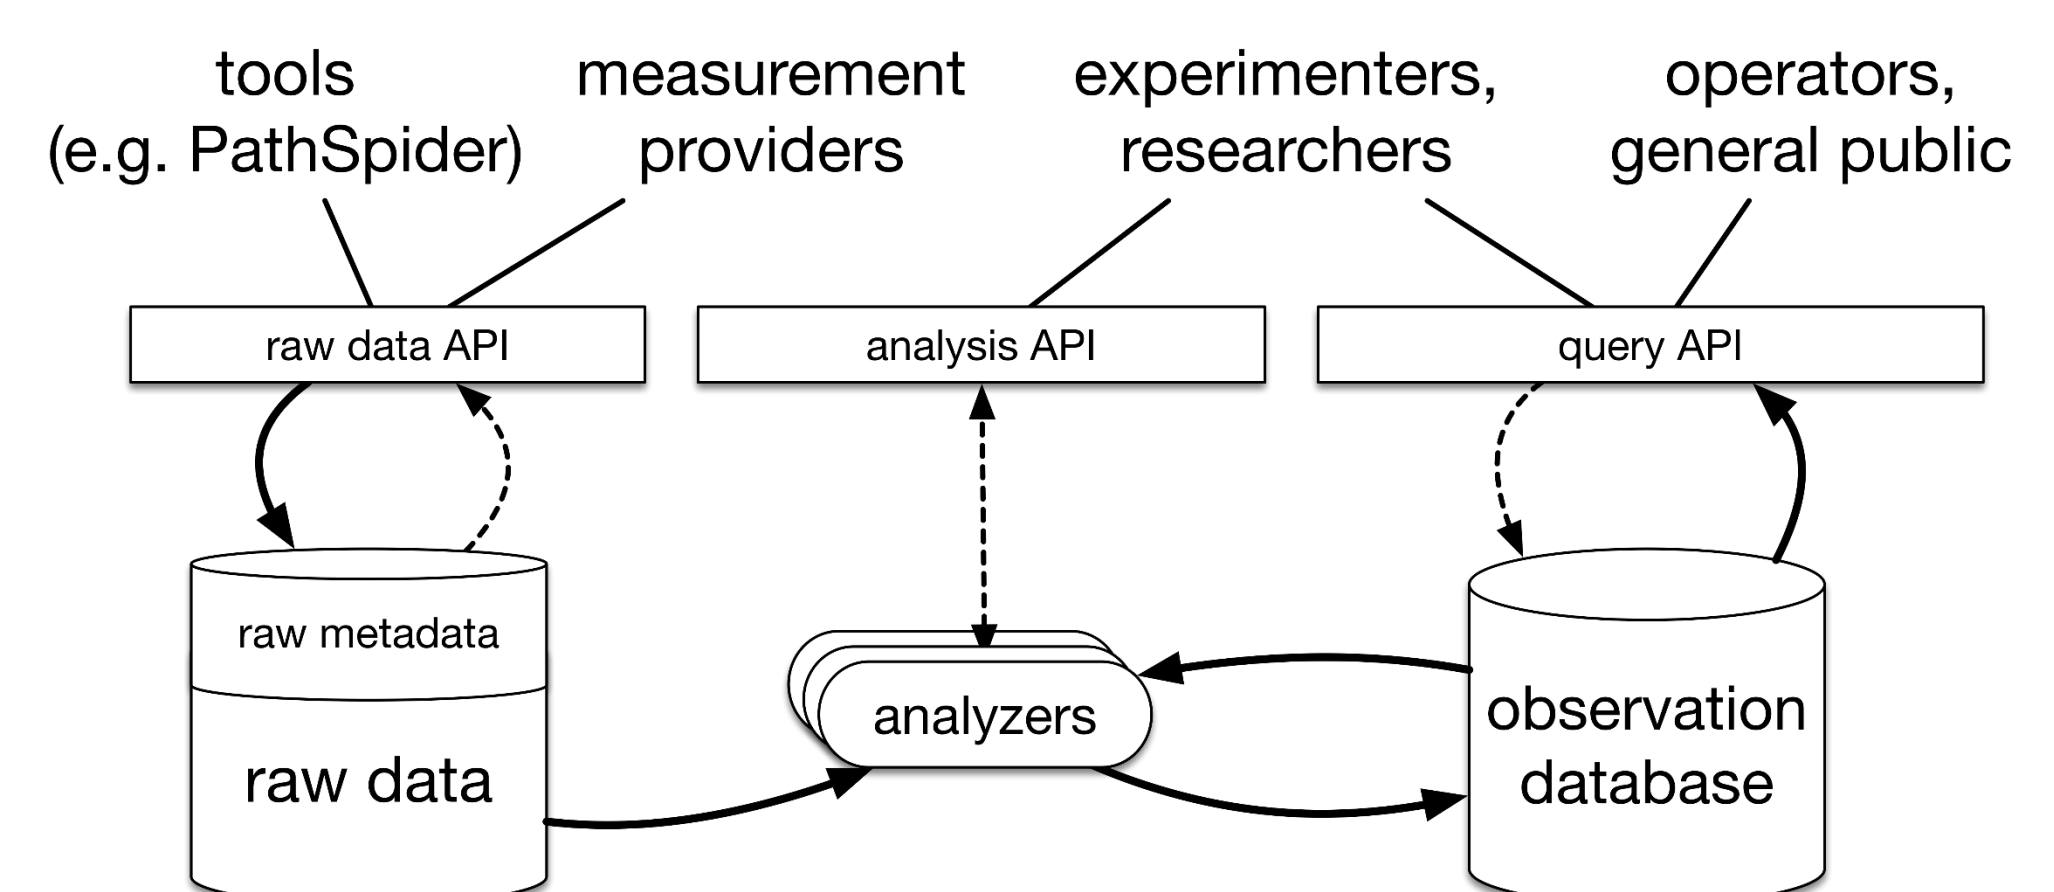 tools
(e.g. PathSpider)
measurement
providers
experimenters,
researchers
operators,
general public
raw data API
analysis API
query API
raw metadata
raw data
analyzers
observation
database